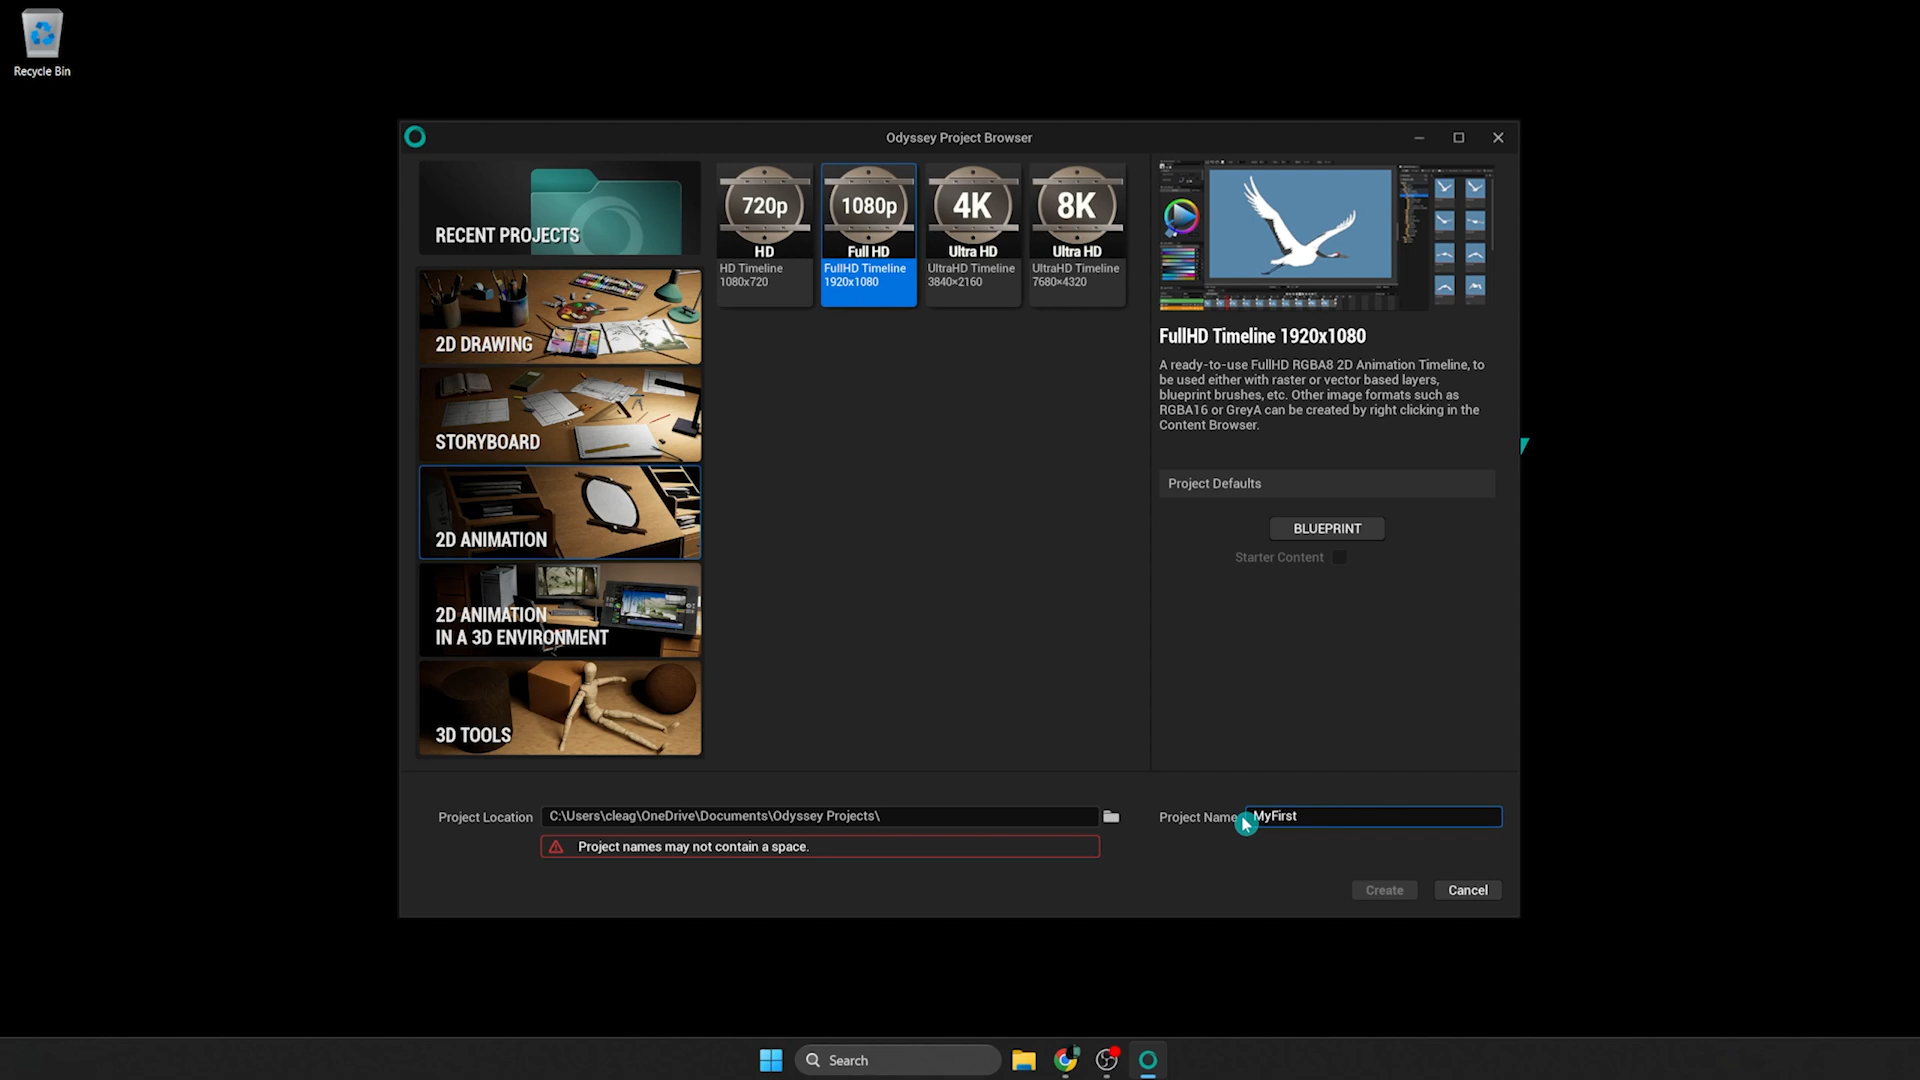 Recycle Bin
Odyssey Project Browser
RECENT PROJECTS
2D DRAWING
STORYBOARD
2D ANIMATION
2D ANIMATION
IN A 3D ENVIRONMENT
3D TOOLS
720p
HD
HD Timeline
1080x720
1080p
Full HD
FullHD Timeline
1920x1080
4K
Ultra HD
UltraHD Timeline
3840×2160
8K
Ultra HD
UltraHD Timeline
7680×4320
FullHD Timeline 1920x1080
A ready-to-use FullHD RGBA8 2D Animation Timeline, to
be used either with raster or vector based layers,
blueprint brushes, etc. Other image formats such as
RGBA16 or GreyA can be created by right clicking in the
Content Browser.
Project Defaults
BLUEPRINT
Starter Content
Project Location
C:\Users\cleag\OneDrive\Documents\Odyssey Projects\
Project names may not contain a space.
Project Name
MyFirst
Create
Cancel
Search